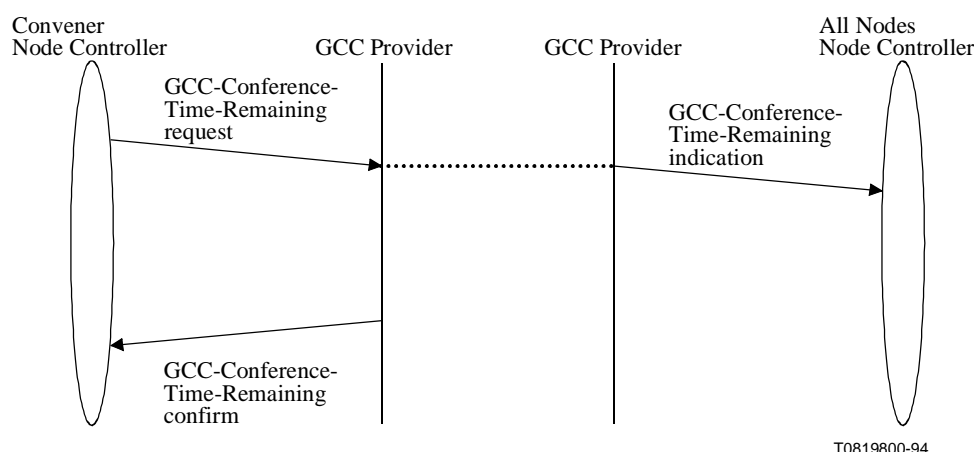 Convener
Node Controller
GCC Provider
GCC Provider
All Nodes
Node Controller
GCC-Conference-
Time-Remaining
request
GCC-Conference-
Time-Remaining
indication
GCC-Conference-
Time-Remaining
confirm
T0819800-94